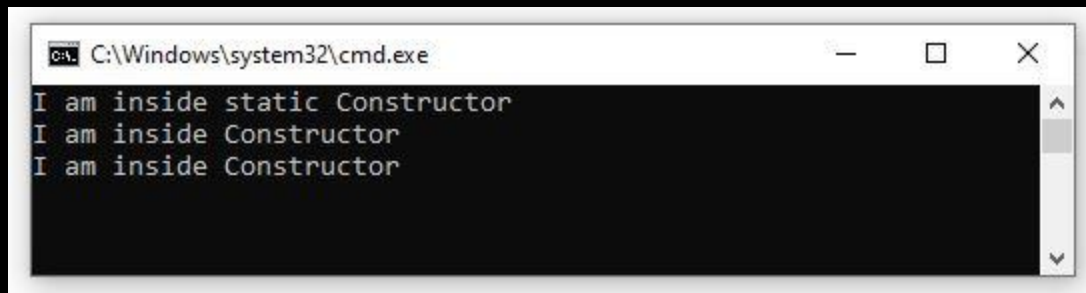 C:\Windows\system32\cmd.exe
I am inside static Constructor
I am inside Constructor
I am inside Constructor